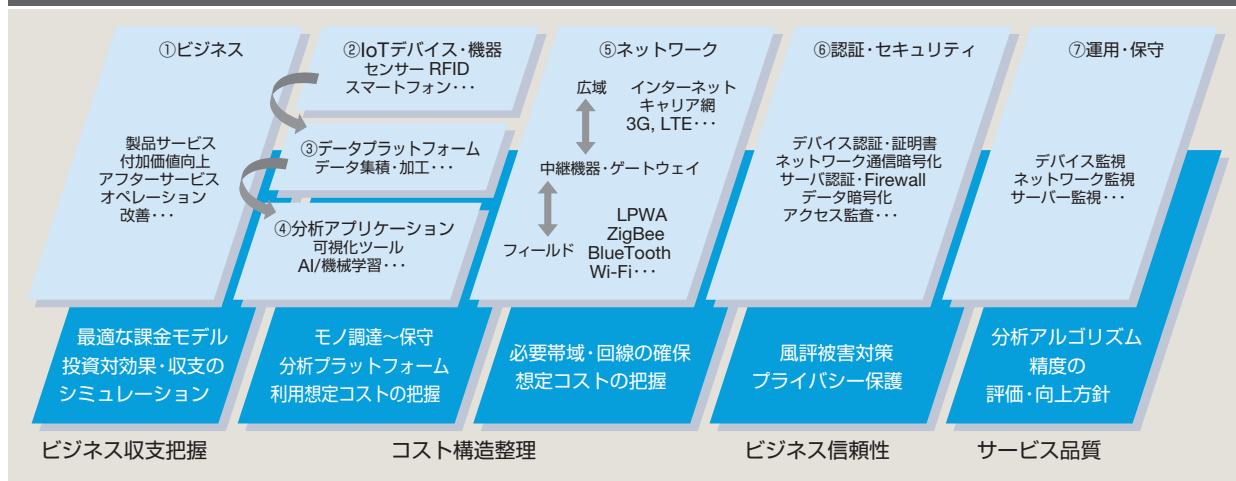 ①ビジネス
製品サービス
付加価値向上
アフターサービス
オペレーション
改善･･･
②IoTデバイス・機器
センサー RFID
スマートフォン･･･
③データプラットフォーム
データ集積・加工･･･
④分析アプリケーション
可視化ツール
AI/機械学習･･･
⑤ネットワーク
広域 インターネット
キャリア網
3G, LTE･･･
中継機器・ゲートウェイ
LPWA
ZigBee
フィールド BlueTooth
Wi-Fi･･･
⑥認証・セキュリティ
デバイス認証・証明書
ネットワーク通信暗号化
サーバ認証・Firewall
データ暗号化
アクセス監査･･･
⑦運用・保守
デバイス監視
ネットワーク監視
サーバー監視･･･
最適な課金モデル
投資対効果・収支の
シミュレーション
モノ調達～保守
分析プラットフォーム
利用想定コストの把握
必要帯域・回線の確保
想定コストの把握
風評被害対策
プライバシー保護
分析アルゴリズム
精度の
評価・向上方針
ビジネス収支把握
コスト構造整理
ビジネス信頼性
サービス品質